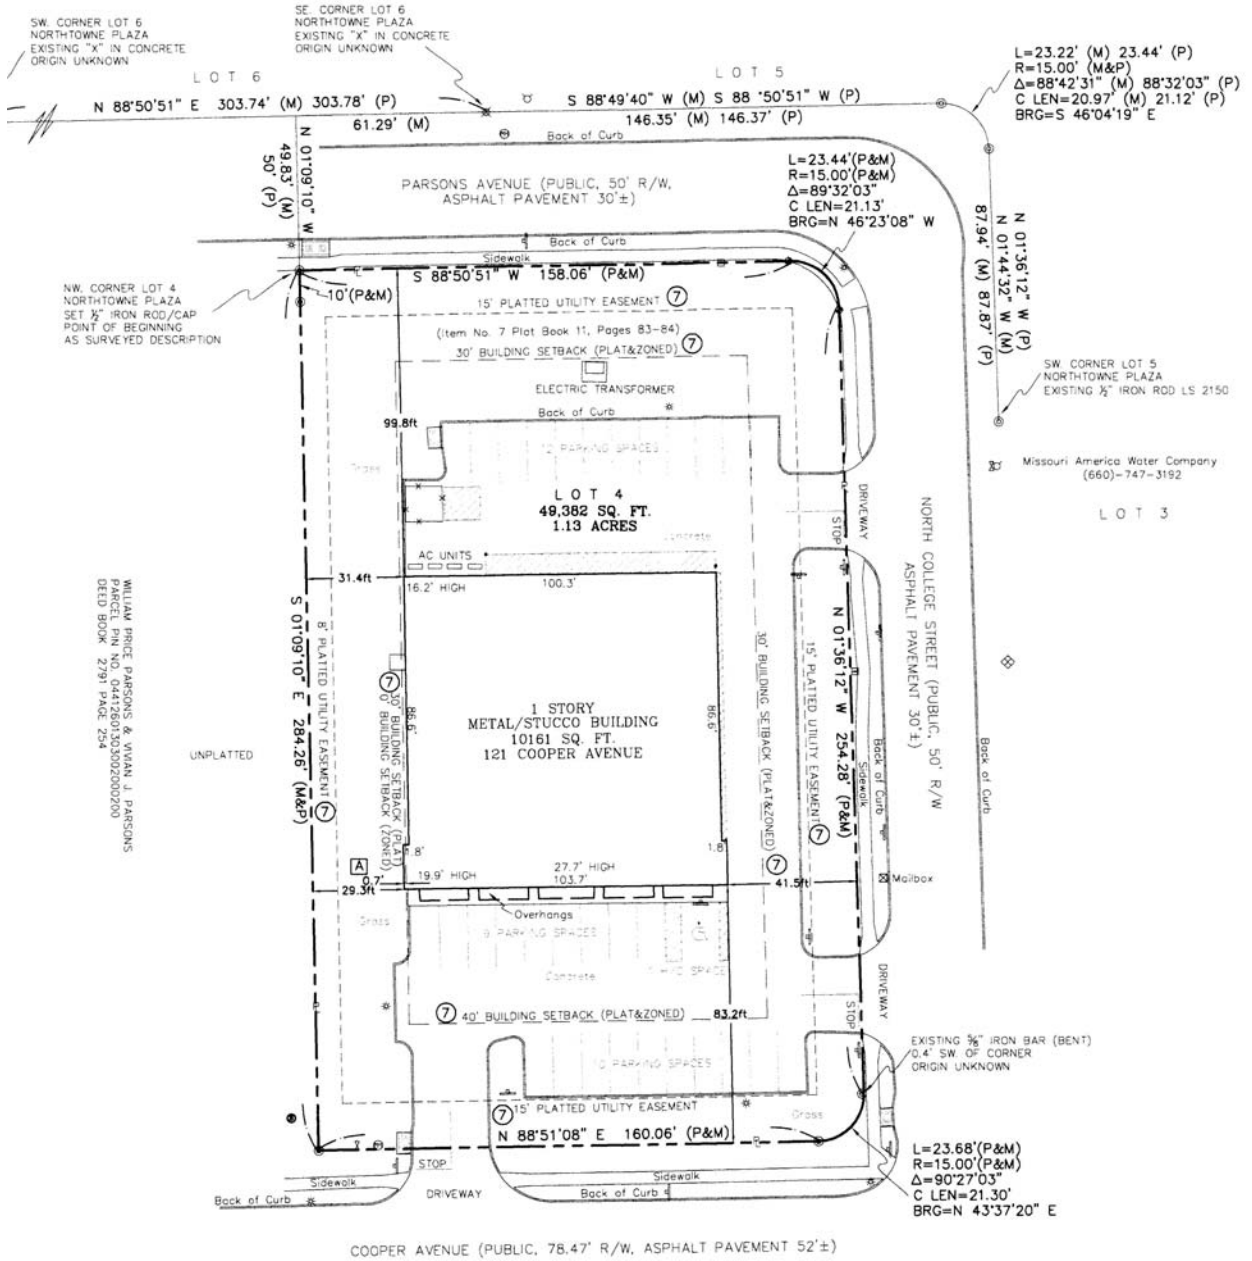 SW. CORNER LOT 6
NORTHTOWNE PLAZA
EXISTING "X" IN CONCRETE
ORIGIN UNKNOWN
SE. CORNER LOT 6
NORTHTOWNE PLAZA
EXISTING "X" IN CONCRETE
ORIGIN UNKNOWN
LOT 6
LOT 5
N 88°50'51" E 303.74' (M) 303.78' (P)
61.29' (M)
S 88°49'40" W (M) S 88 °50'51" W (P)
146.35' (M) 146.37' (P)
L=23.22' (M) 23.44' (P)
R=15.00' (M&P)
Δ=88°42'31" (M) 88°32'03" (P)
C LEN=20.97' (M) 21.12' (P)
BRG=S 46°04'19" E
Back of Curb
N 01°09'10" W
49.83' (M)
50' (P)
PARSONS AVENUE (PUBLIC, 50' R/W,
ASPHALT PAVEMENT 30'±)
L=23.44'(P&M)
R=15.00'(P&M)
Δ=89°32'03"
C LEN=21.13'
BRG=N 46°23'08" W
N 01°36'12" W (P)
N 01°44'32" W (M)
87.94' (M) 87.87' (P)
Back of Curb
Sidewalk
S 88°50'51" W 158.06' (P&M)
NW. CORNER LOT 4
NORTHTOWNE PLAZA
SET ½" IRON ROD/CAP
POINT OF BEGINNING
AS SURVEYED DESCRIPTION
10'(P&M)
15' PLATTED UTILITY EASEMENT 7
(Item No. 7 Plat Book 11, Pages 83-84)
30' BUILDING SETBACK (PLAT&ZONED) 7
ELECTRIC TRANSFORMER
Back of Curb
SW. CORNER LOT 5
NORTHTOWNE PLAZA
EXISTING ½" IRON ROD LS 2150
99.8ft
12 PARKING SPACES
Grass
Missouri America Water Company
(660)-747-3192
LOT 3
LOT 4
49,382 SQ. FT.
1.13 ACRES
Concrete
DRIVEWAY
STOP
AC UNITS
31.4ft
16.2' HIGH
100.3'
NORTH COLLEGE STREET (PUBLIC, 50' R/W
ASPHALT PAVEMENT 30'±)
WILLIAM PRICE PARSONS & VIVIAN J. PARSONS
PARCEL PIN NO. 04412601303002000200
DEED BOOK 2791 PAGE 254
UNPLATTED
S 01°09'10" E 284.26' (M&P)
8' PLATTED UTILITY EASEMENT 7
7
30' BUILDING SETBACK (PLAT)
0' BUILDING SETBACK (ZONED)
86.6'
1 STORY
METAL/STUCCO BUILDING
10161 SQ. FT.
121 COOPER AVENUE
86.6'
30' BUILDING SETBACK (PLAT&ZONED) 7
15' PLATTED UTILITY EASEMENT 7
N 01°36'12" W 254.28' (P&M)
Sidewalk
Back of Curb
Back of Curb
1.8'
1.8'
A
0.7'
29.3ft
19.9' HIGH
27.7' HIGH
103.7'
41.5ft
Mailbox
Overhangs
Grass
9 PARKING SPACES
Concrete
1 H/C SPACE
DRIVEWAY
STOP
7 40' BUILDING SETBACK (PLAT&ZONED)
83.2ft
EXISTING ⅝" IRON BAR (BENT)
0.4' SW. OF CORNER
ORIGIN UNKNOWN
10 PARKING SPACES
7 15' PLATTED UTILITY EASEMENT
Grass
N 88°51'08" E 160.06' (P&M)
STOP
Sidewalk
Sidewalk
Back of Curb
DRIVEWAY
Back of Curb
L=23.68'(P&M)
R=15.00'(P&M)
Δ=90°27'03"
C LEN=21.30'
BRG=N 43°37'20" E
COOPER AVENUE (PUBLIC, 78.47' R/W, ASPHALT PAVEMENT 52'±)